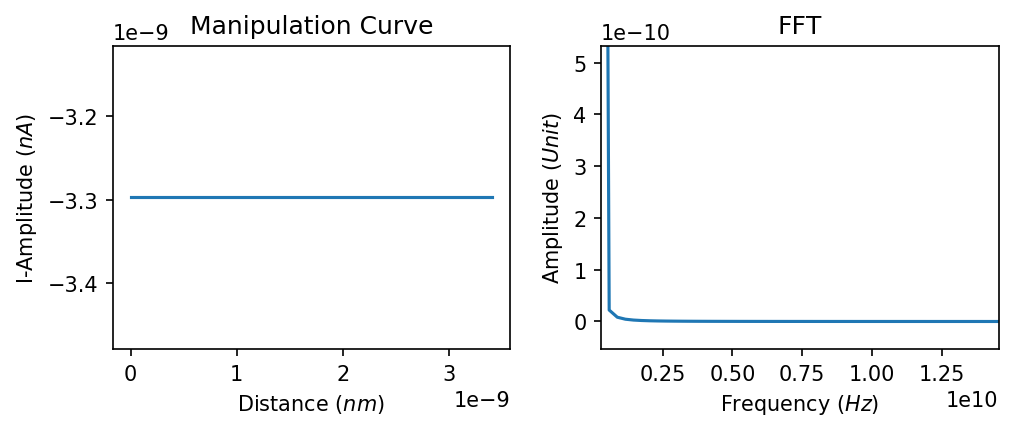 Manipulation Curve
1e−9
I-Amplitude (nA)
−3.2
−3.3
−3.4
0 1 2 3
Distance (nm)
1e−9
FFT
1e−10
Amplitude (Unit)
5
4
3
2
1
0
0.25 0.50 0.75 1.00 1.25
Frequency (Hz)
1e10